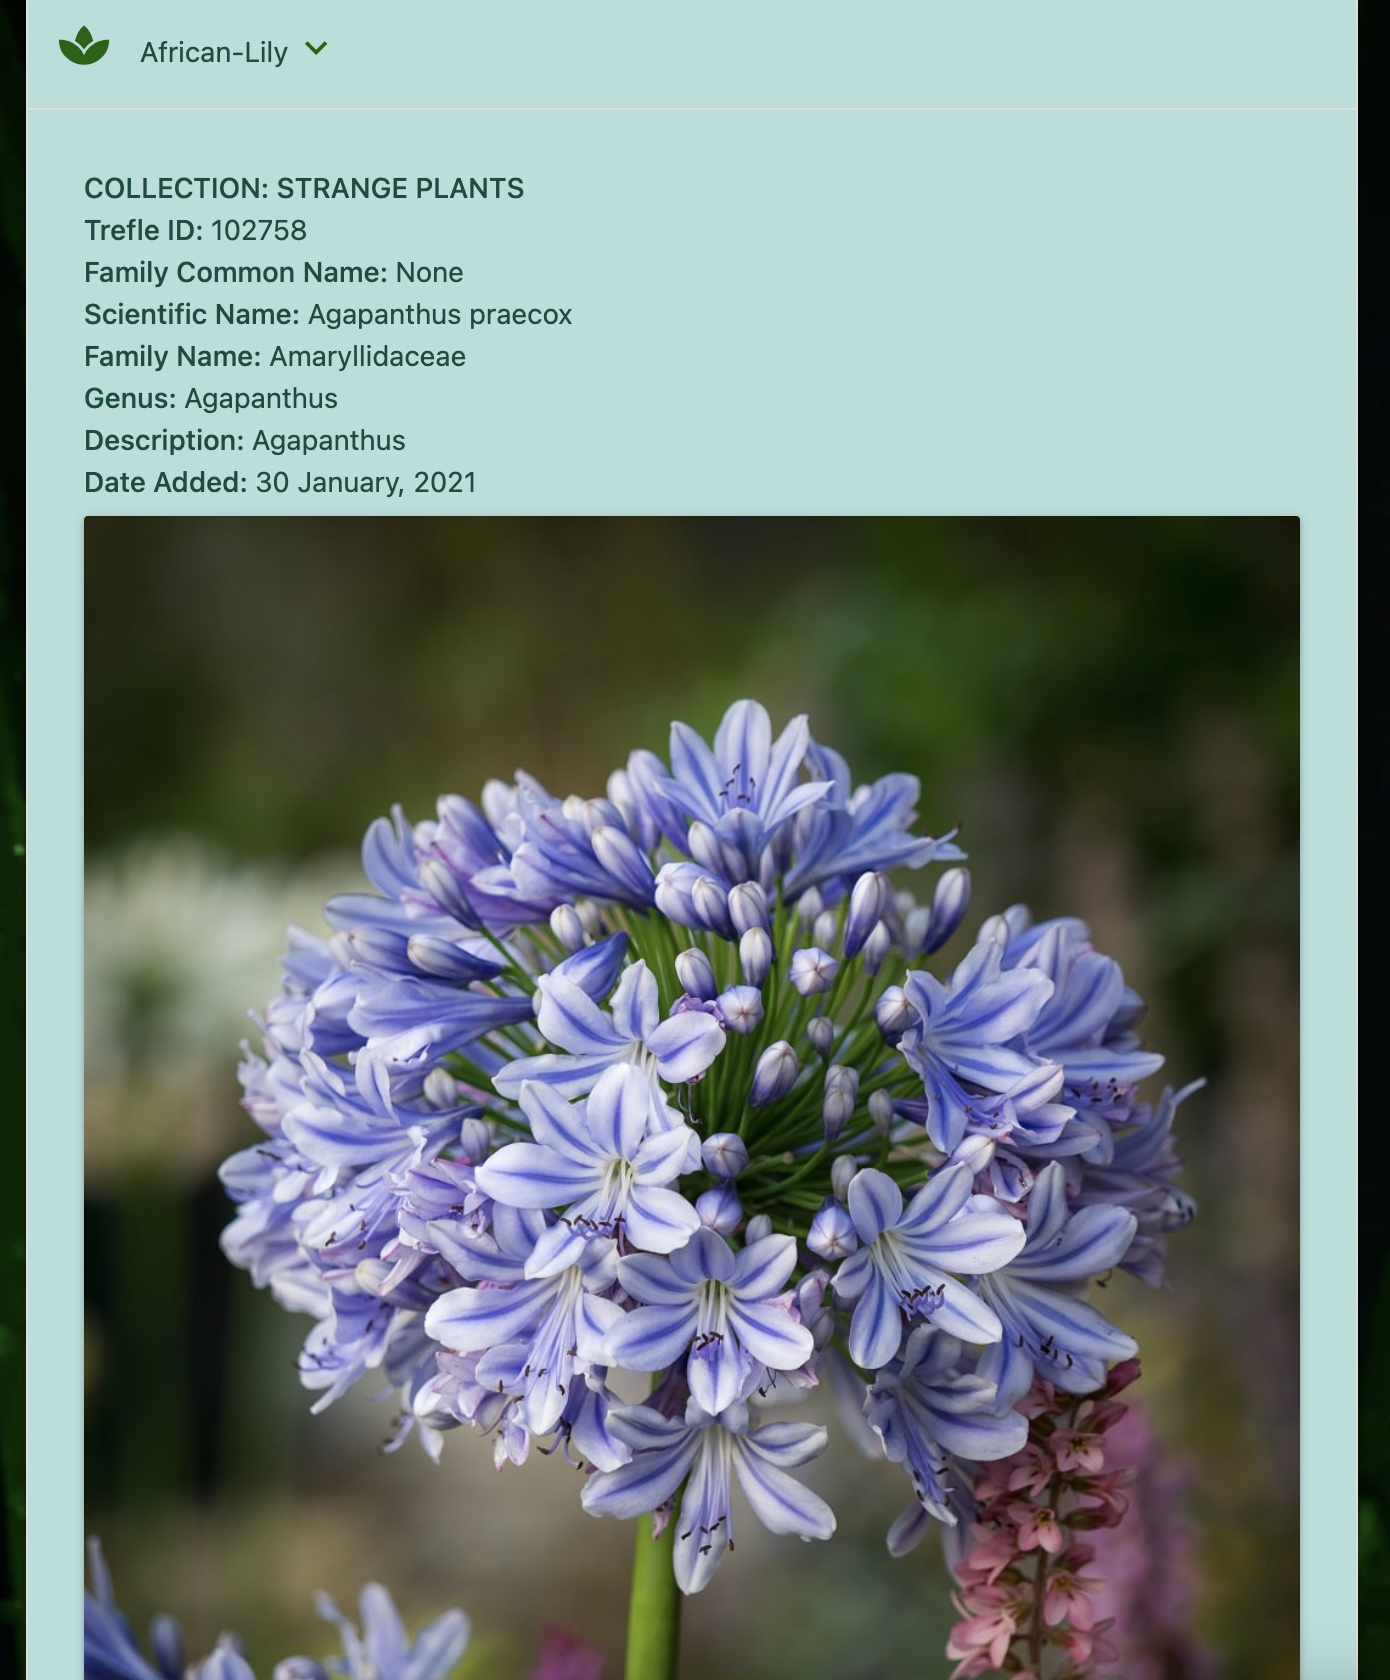 African-Lily
COLLECTION: STRANGE PLANTS
Trefle ID: 102758
Family Common Name: None
Scientific Name: Agapanthus praecox
Family Name: Amaryllidaceae
Genus: Agapanthus
Description: Agapanthus
Date Added: 30 January, 2021